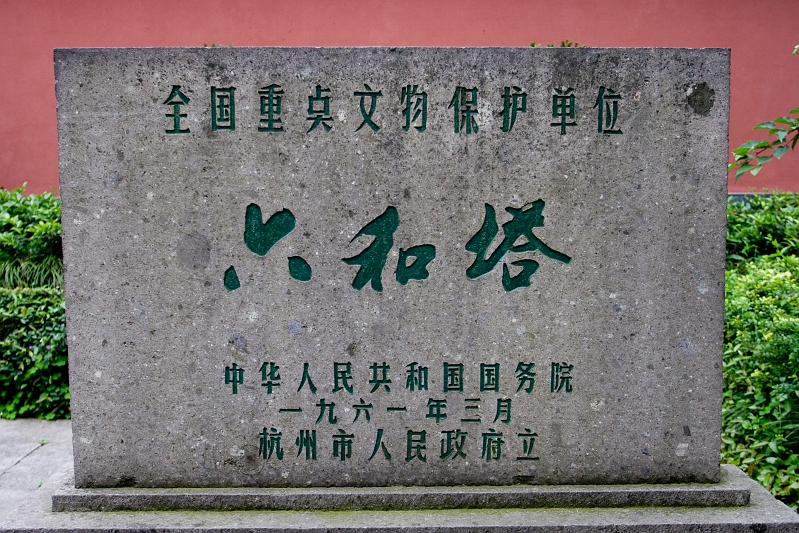 全国重点文物保护单位
六和塔
中华人民共和国国务院
一九六一年三月
杭州市人民政府立